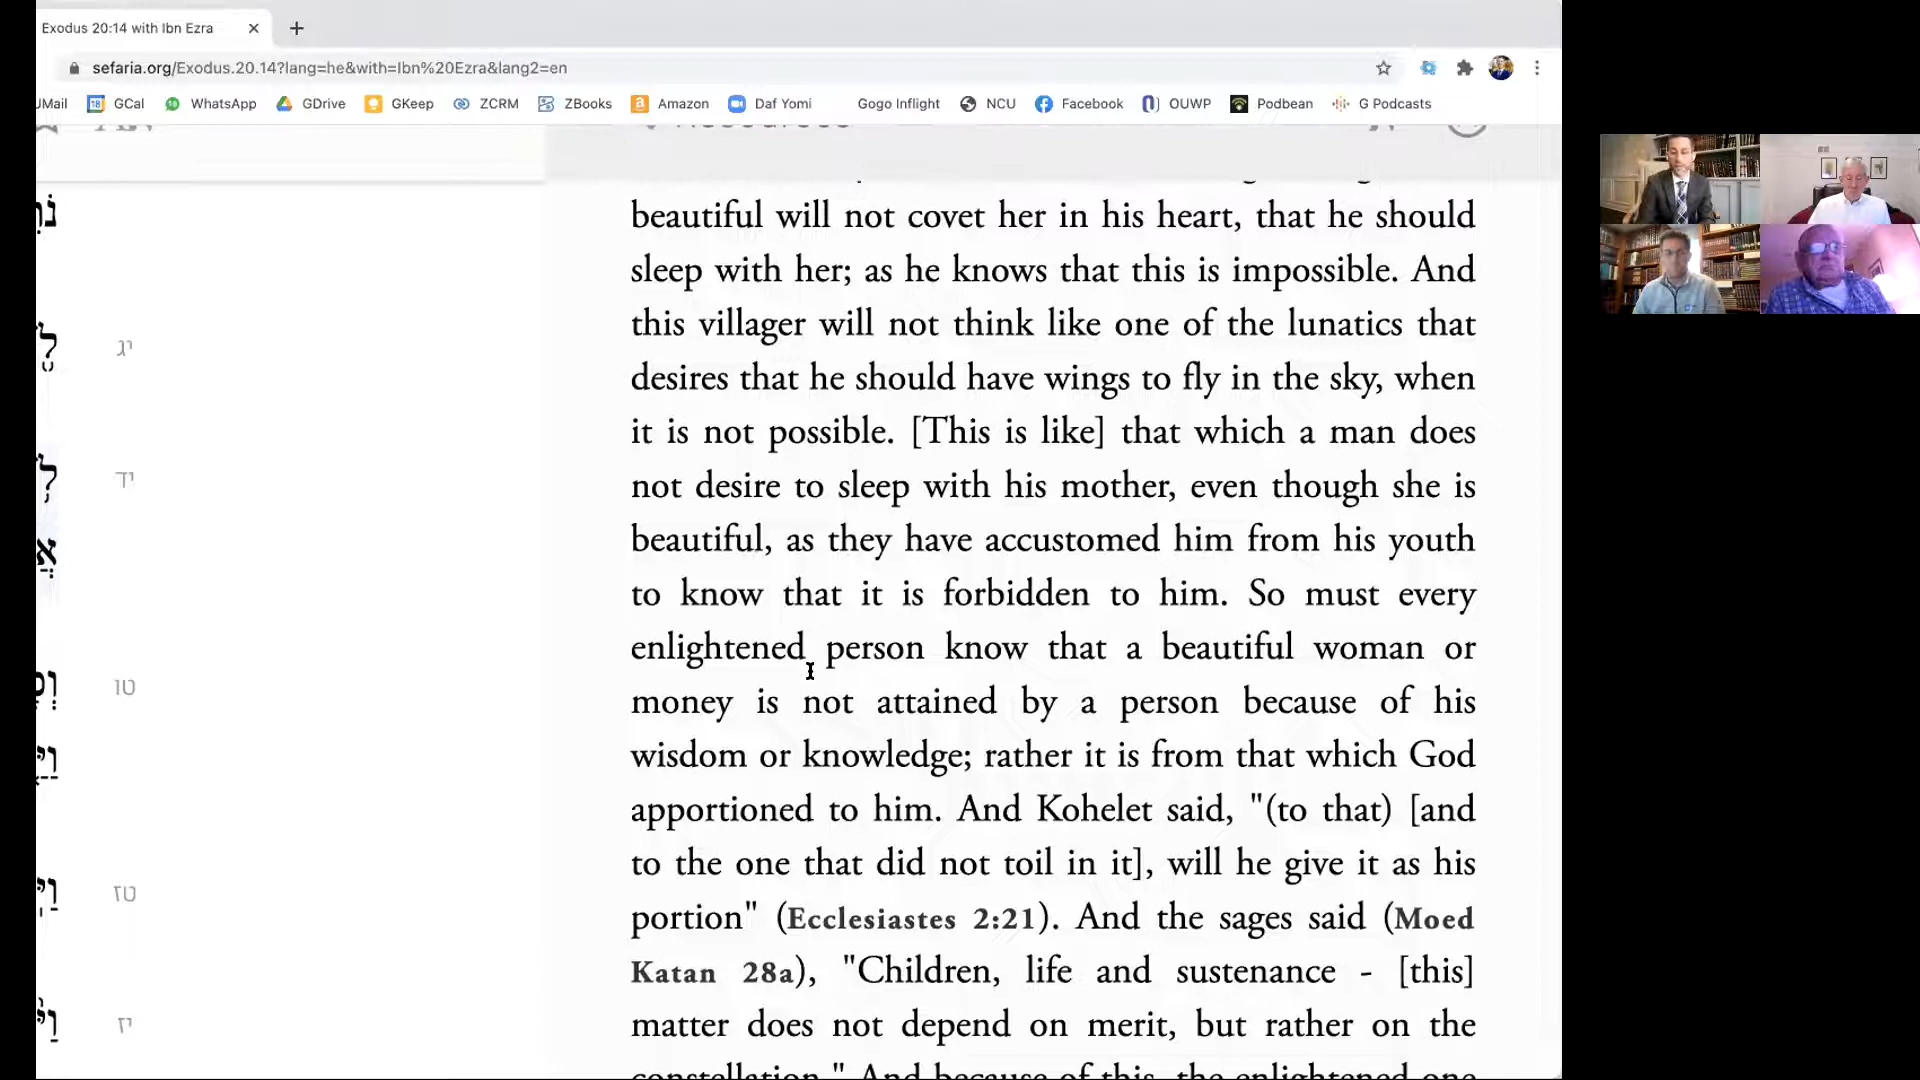 Exodus 20:14 with Ibn Ezra
sefaria.org/Exodus.20.14?lang=he&with=Ibn%20Ezra&lang2=en
JMail GCal WhatsApp GDrive GKeep ZCRM ZBooks Amazon Daf Yomi Gogo Inflight NCU Facebook OUWP Podbean G Podcasts
Resources
beautiful will not covet her in his heart, that he should
sleep with her; as he knows that this is impossible. And
this villager will not think like one of the lunatics that
desires that he should have wings to fly in the sky, when
it is not possible. [This is like] that which a man does
not desire to sleep with his mother, even though she is
beautiful, as they have accustomed him from his youth
to know that it is forbidden to him. So must every
enlightened person know that a beautiful woman or
money is not attained by a person because of his
wisdom or knowledge; rather it is from that which God
apportioned to him. And Kohelet said, "(to that) [and
to the one that did not toil in it], will he give it as his
portion" (Ecclesiastes 2:21). And the sages said (Moed
Katan 28a), "Children, life and sustenance - [this]
matter does not depend on merit, but rather on the
constellation." And because of this, the enlightened one
יג
יד
טו
טז
יז